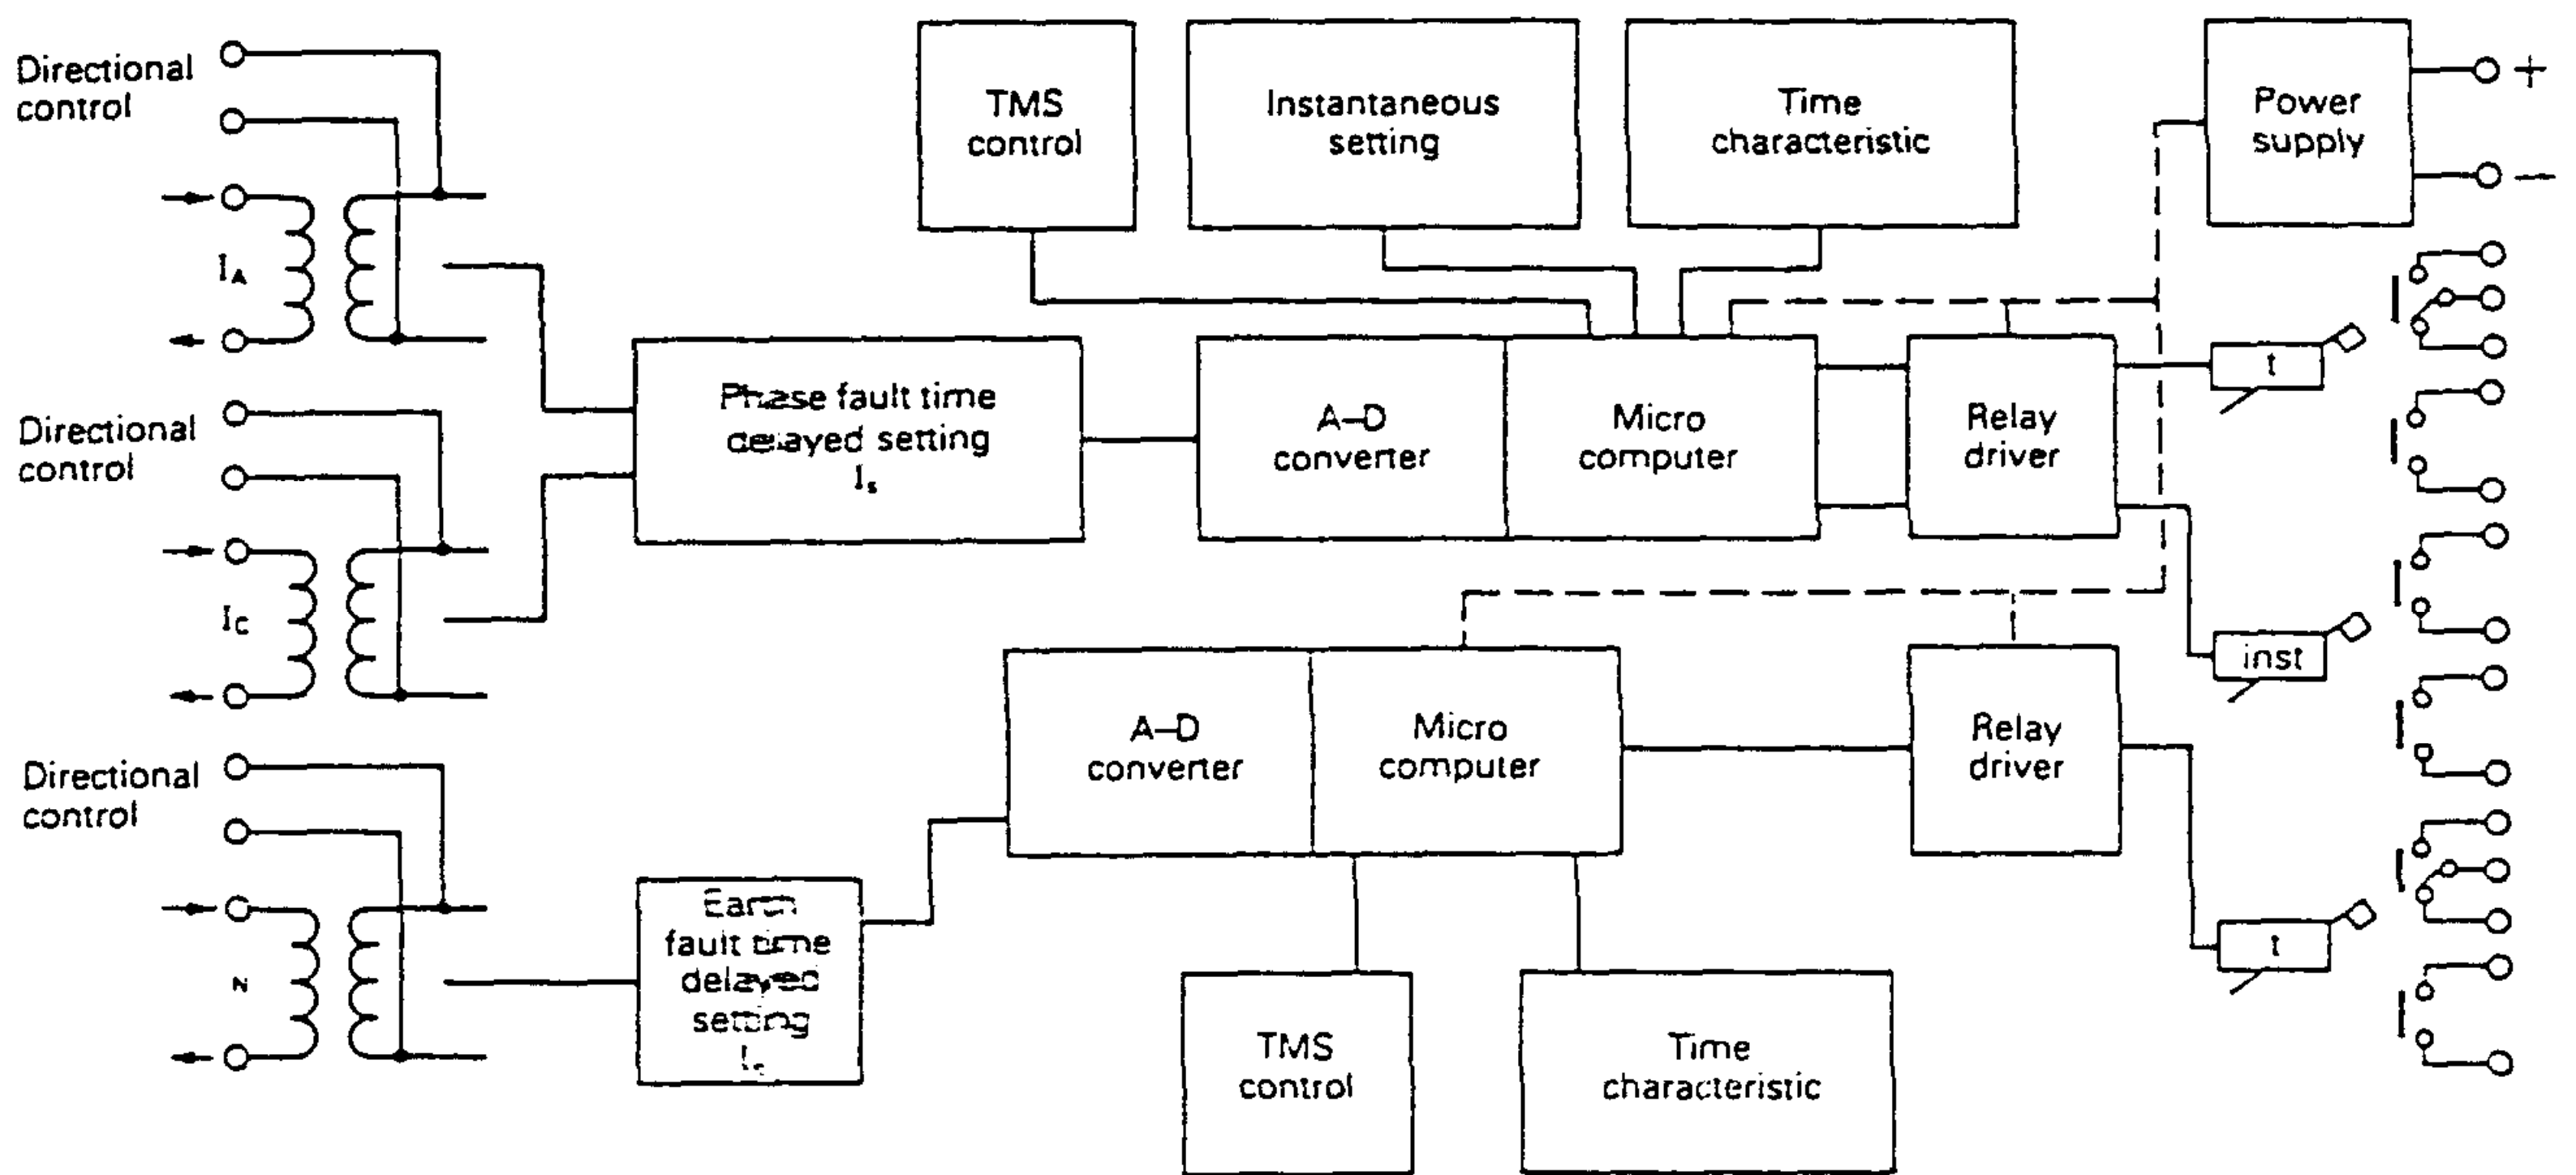 Directional
control
TMS
control
Instantaneous
setting
Time
characteristic
Power
supply
+
−
I_A
Directional
control
Phase fault time
delayed setting
I_s
A–D
converter
Micro
computer
Relay
driver
t
I_C
inst
Directional
control
A–D
converter
Micro
computer
Relay
driver
N
Earth
fault time
delayed
setting
t
TMS
control
Time
characteristic